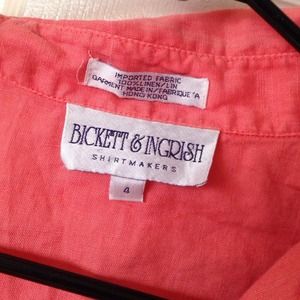 IMPORTED FABRIC
100% LINEN/LIN
GARMENT MADE IN/FABRIQUE 'A
HONG KONG
BICKETT & INGRISH
SHIRTMAKERS
4